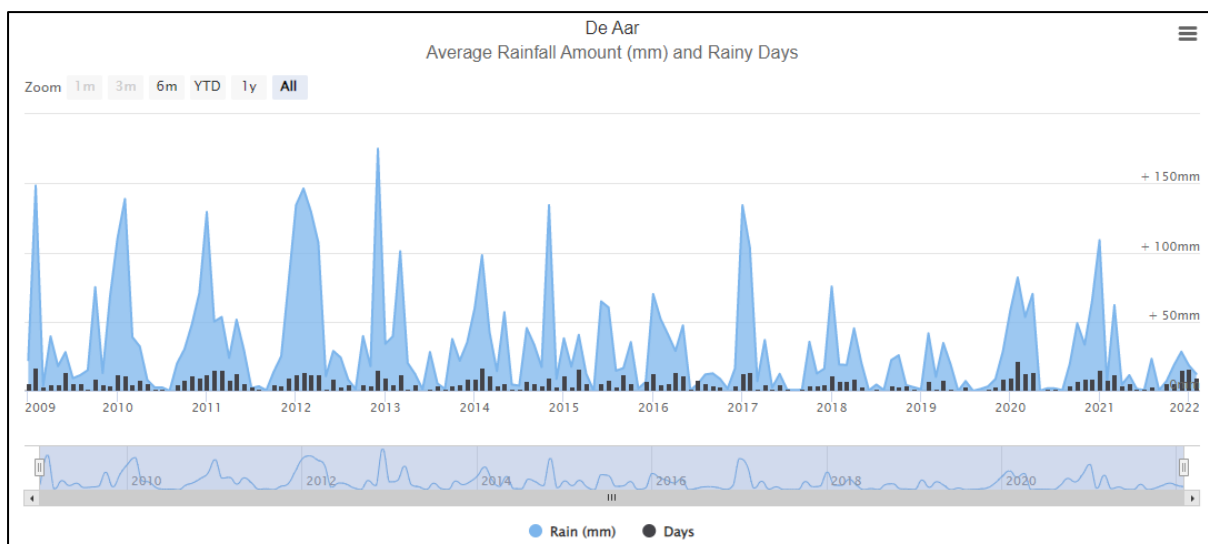 De Aar
Average Rainfall Amount (mm) and Rainy Days
Zoom 1m 3m 6m YTD 1y All
+ 150mm
+ 100mm
+ 50mm
0mm
2009 2010 2011 2012 2013 2014 2015 2016 2017 2018 2019 2020 2021 2022
2010 2012 2014 2016 2018 2020
Rain (mm) Days